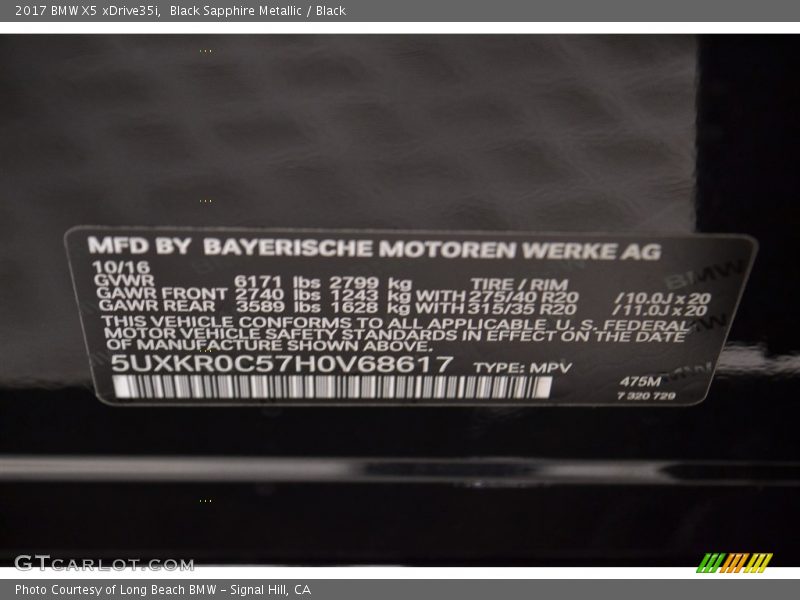 2017 BMW X5 xDrive35i, Black Sapphire Metallic / Black
MFD BY BAYERISCHE MOTOREN WERKE AG
10/16
GVWR 6171 lbs 2799 kg TIRE / RIM
GAWR FRONT 2740 lbs 1243 kg WITH 275/40 R20 / 10.0J x 20
GAWR REAR 3589 lbs 1628 kg WITH 315/35 R20 / 11.0J x 20
THIS VEHICLE CONFORMS TO ALL APPLICABLE U. S. FEDERAL
MOTOR VEHICLE SAFETY STANDARDS IN EFFECT ON THE DATE
OF MANUFACTURE SHOWN ABOVE.
5UXKR0C57H0V68617 TYPE: MPV
475M
7 320 729
BMW
GTCARLOT.COM
Photo Courtesy of Long Beach BMW – Signal Hill, CA